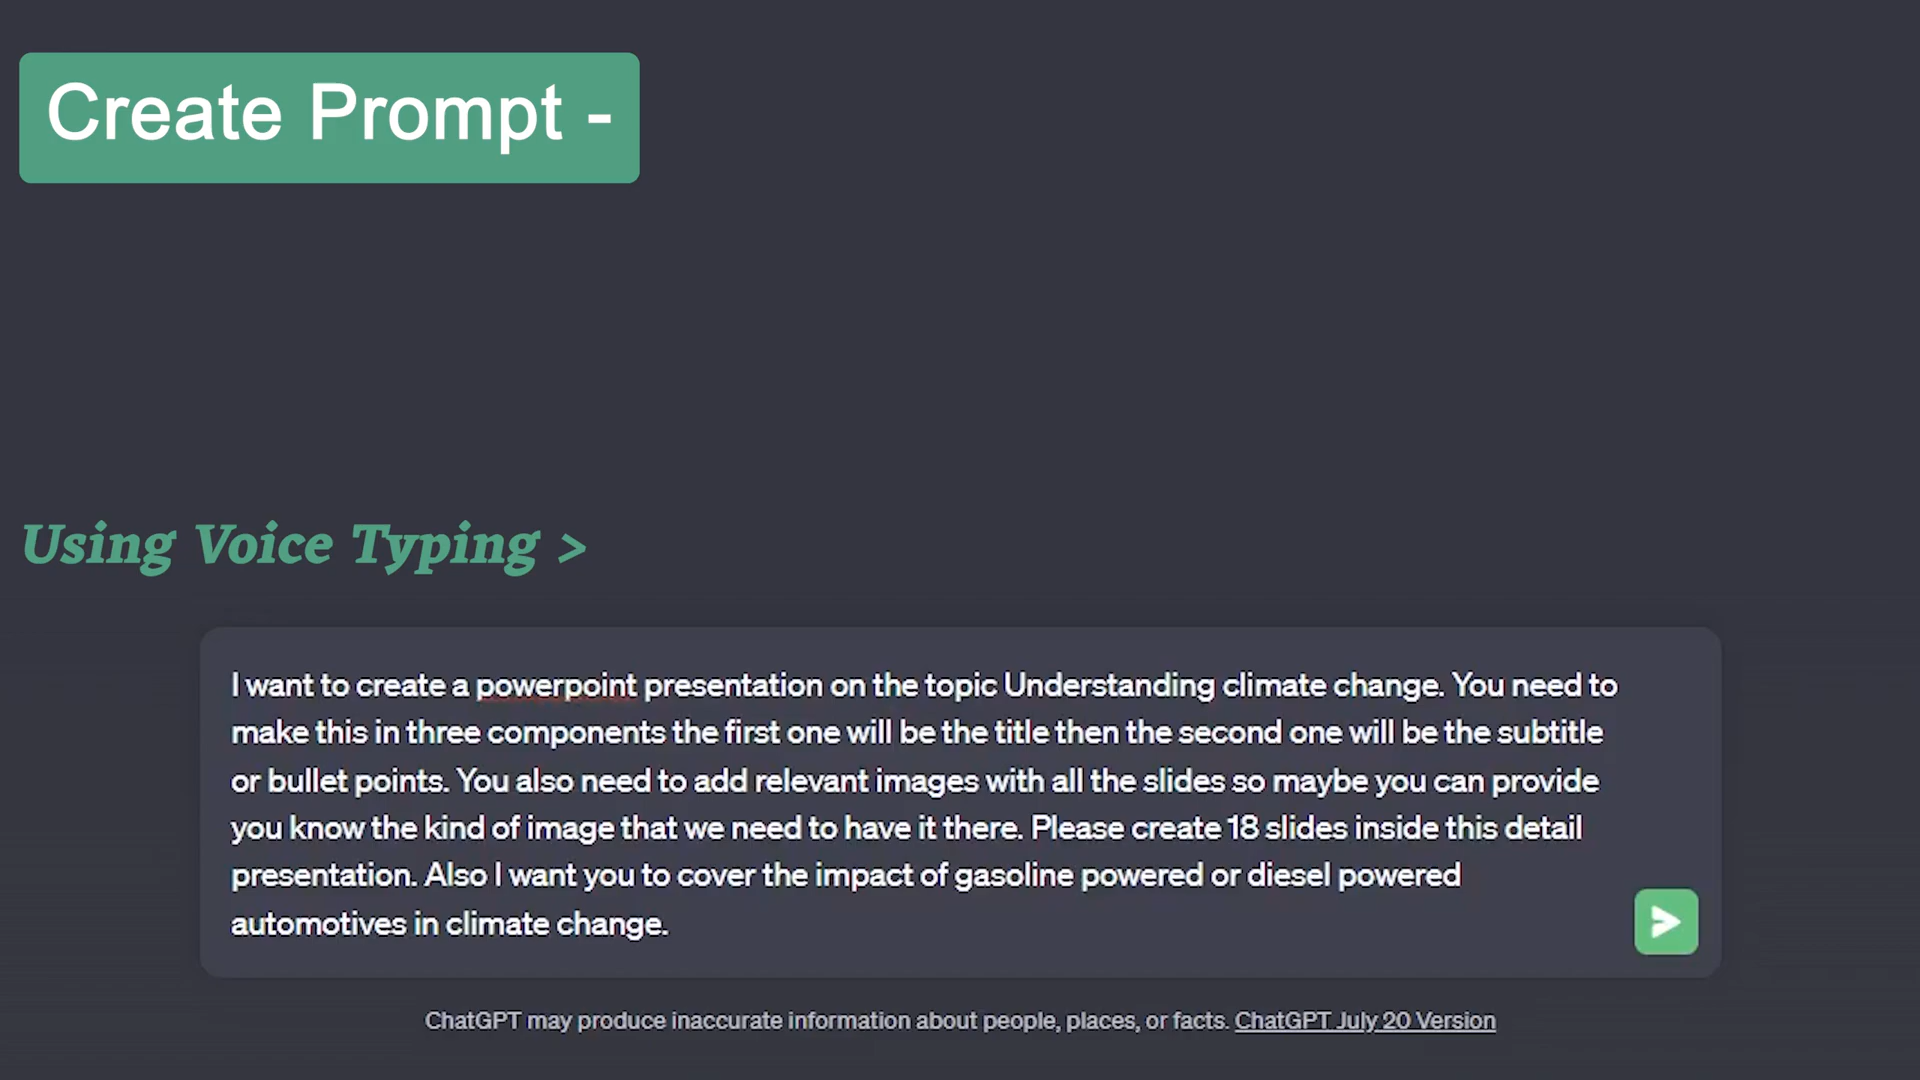 Create Prompt -
Using Voice Typing >
I want to create a powerpoint presentation on the topic Understanding climate change. You need to
make this in three components the first one will be the title then the second one will be the subtitle
or bullet points. You also need to add relevant images with all the slides so maybe you can provide
you know the kind of image that we need to have it there. Please create 18 slides inside this detail
presentation. Also I want you to cover the impact of gasoline powered or diesel powered
automotives in climate change.
ChatGPT may produce inaccurate information about people, places, or facts. ChatGPT July 20 Version